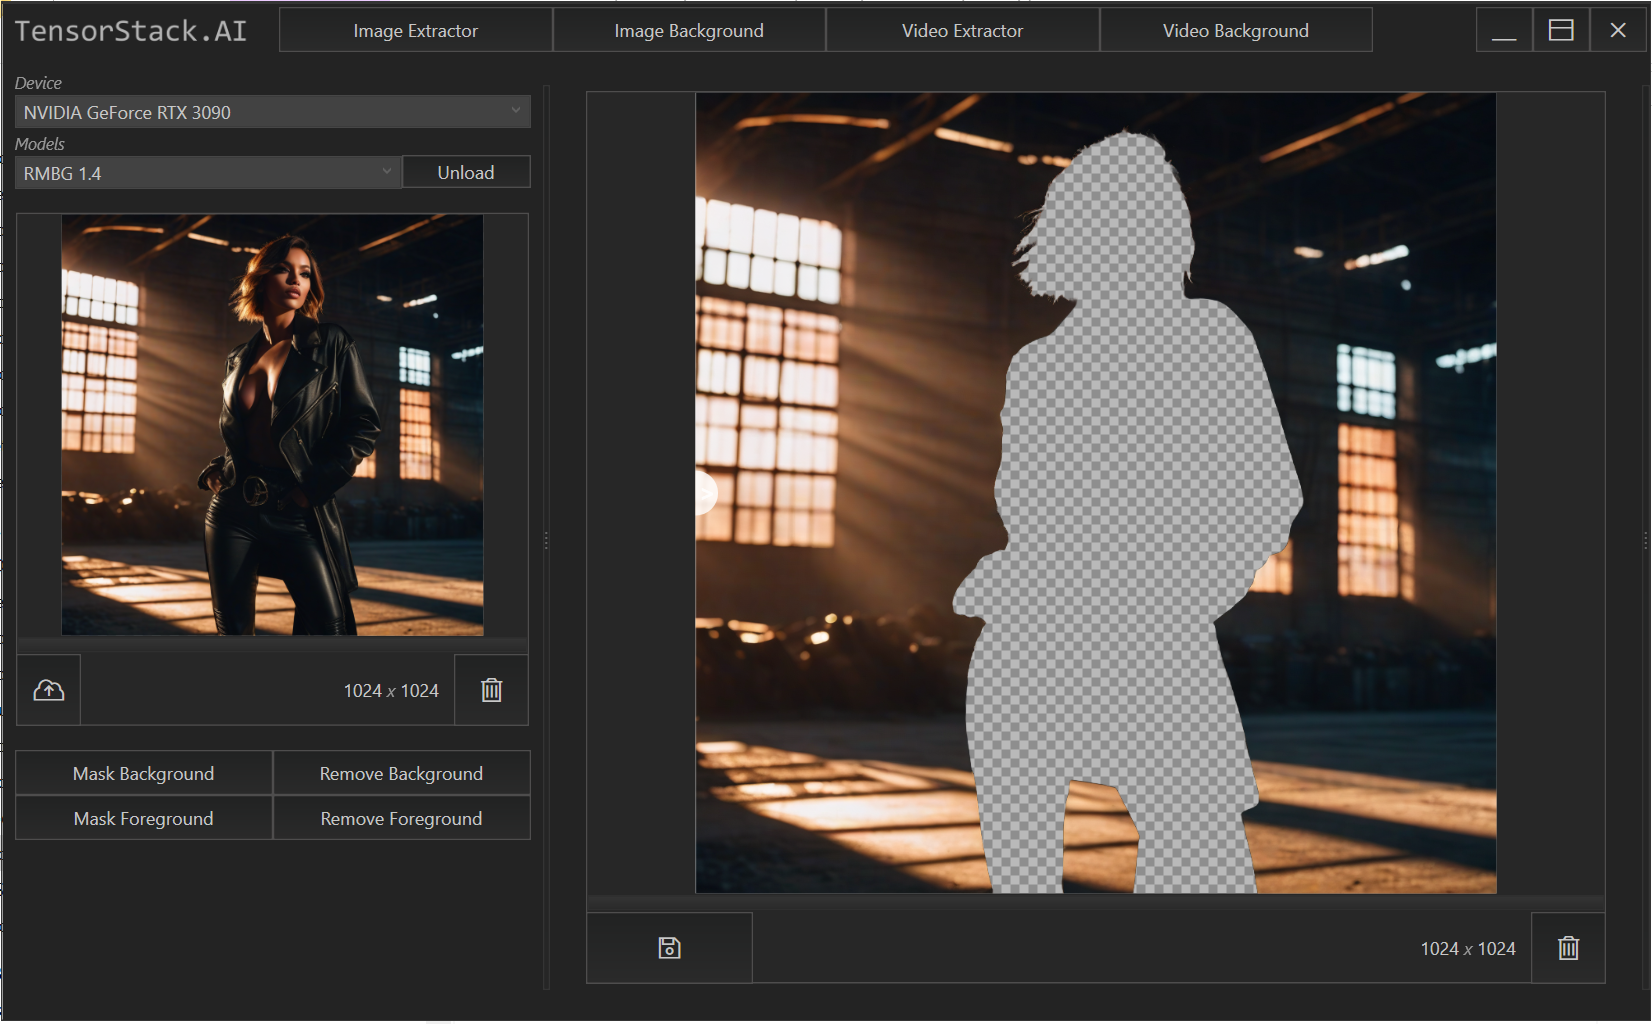 TensorStack.AI
Image Extractor
Image Background
Video Extractor
Video Background
Device
NVIDIA GeForce RTX 3090
Models
RMBG 1.4
Unload
1024 x 1024
Mask Background
Remove Background
Mask Foreground
Remove Foreground
1024 x 1024